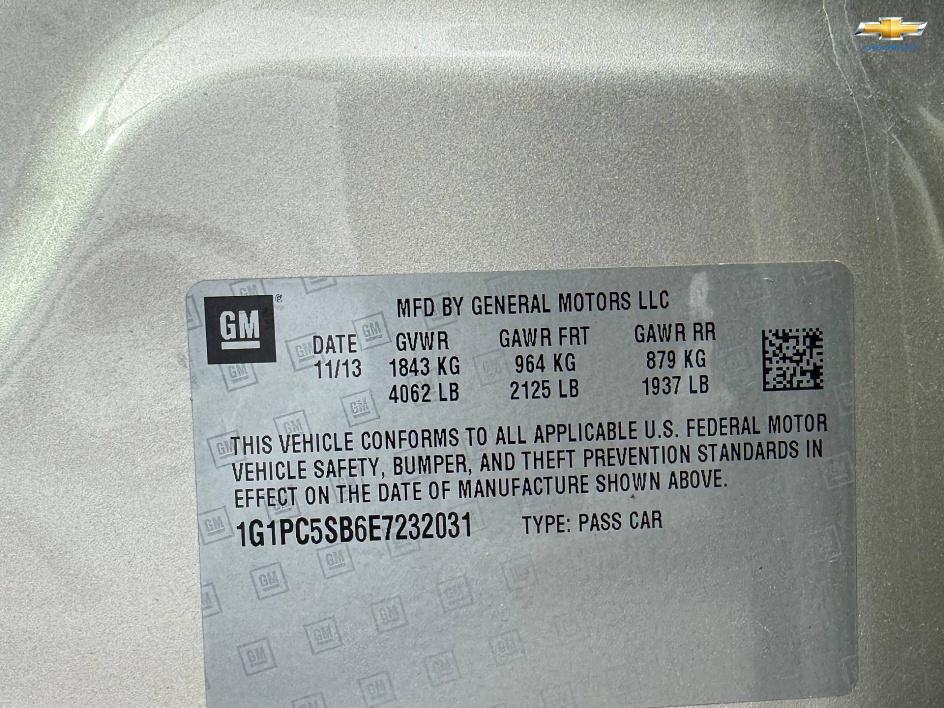 GM®
MFD BY GENERAL MOTORS LLC
DATE GVWR GAWR FRT GAWR RR
11/13 1843 KG 964 KG 879 KG
4062 LB 2125 LB 1937 LB
THIS VEHICLE CONFORMS TO ALL APPLICABLE U.S. FEDERAL MOTOR
VEHICLE SAFETY, BUMPER, AND THEFT PREVENTION STANDARDS IN
EFFECT ON THE DATE OF MANUFACTURE SHOWN ABOVE.
1G1PC5SB6E7232031 TYPE: PASS CAR